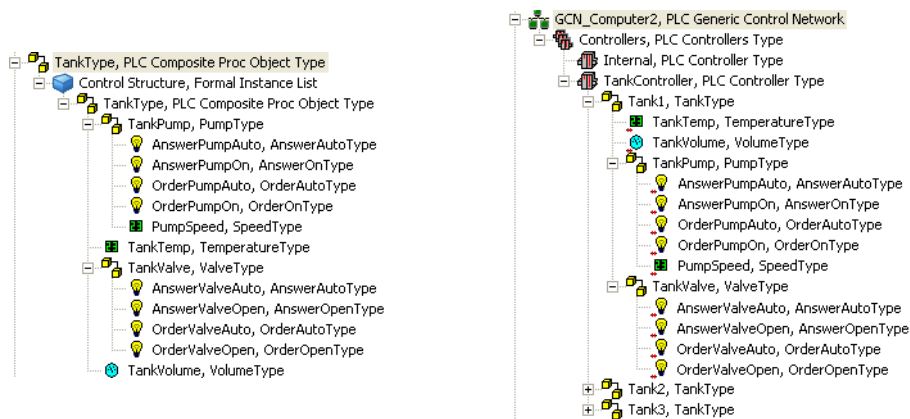 TankType, PLC Composite Proc Object Type
Control Structure, Formal Instance List
TankType, PLC Composite Proc Object Type
TankPump, PumpType
AnswerPumpAuto, AnswerAutoType
AnswerPumpOn, AnswerOnType
OrderPumpAuto, OrderAutoType
OrderPumpOn, OrderOnType
PumpSpeed, SpeedType
TankTemp, TemperatureType
TankValve, ValveType
AnswerValveAuto, AnswerAutoType
AnswerValveOpen, AnswerOpenType
OrderValveAuto, OrderAutoType
OrderValveOpen, OrderOpenType
TankVolume, VolumeType
GCN_Computer2, PLC Generic Control Network
Controllers, PLC Controllers Type
Internal, PLC Controller Type
TankController, PLC Controller Type
Tank1, TankType
TankTemp, TemperatureType
TankVolume, VolumeType
TankPump, PumpType
AnswerPumpAuto, AnswerAutoType
AnswerPumpOn, AnswerOnType
OrderPumpAuto, OrderAutoType
OrderPumpOn, OrderOnType
PumpSpeed, SpeedType
TankValve, ValveType
AnswerValveAuto, AnswerAutoType
AnswerValveOpen, AnswerOpenType
OrderValveAuto, OrderAutoType
OrderValveOpen, OrderOpenType
Tank2, TankType
Tank3, TankType